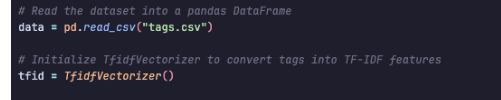 # Read the dataset into a pandas DataFrame
data = pd.read_csv("tags.csv")
# Initialize TfidfVectorizer to convert tags into TF-IDF features
tfid = TfidfVectorizer()